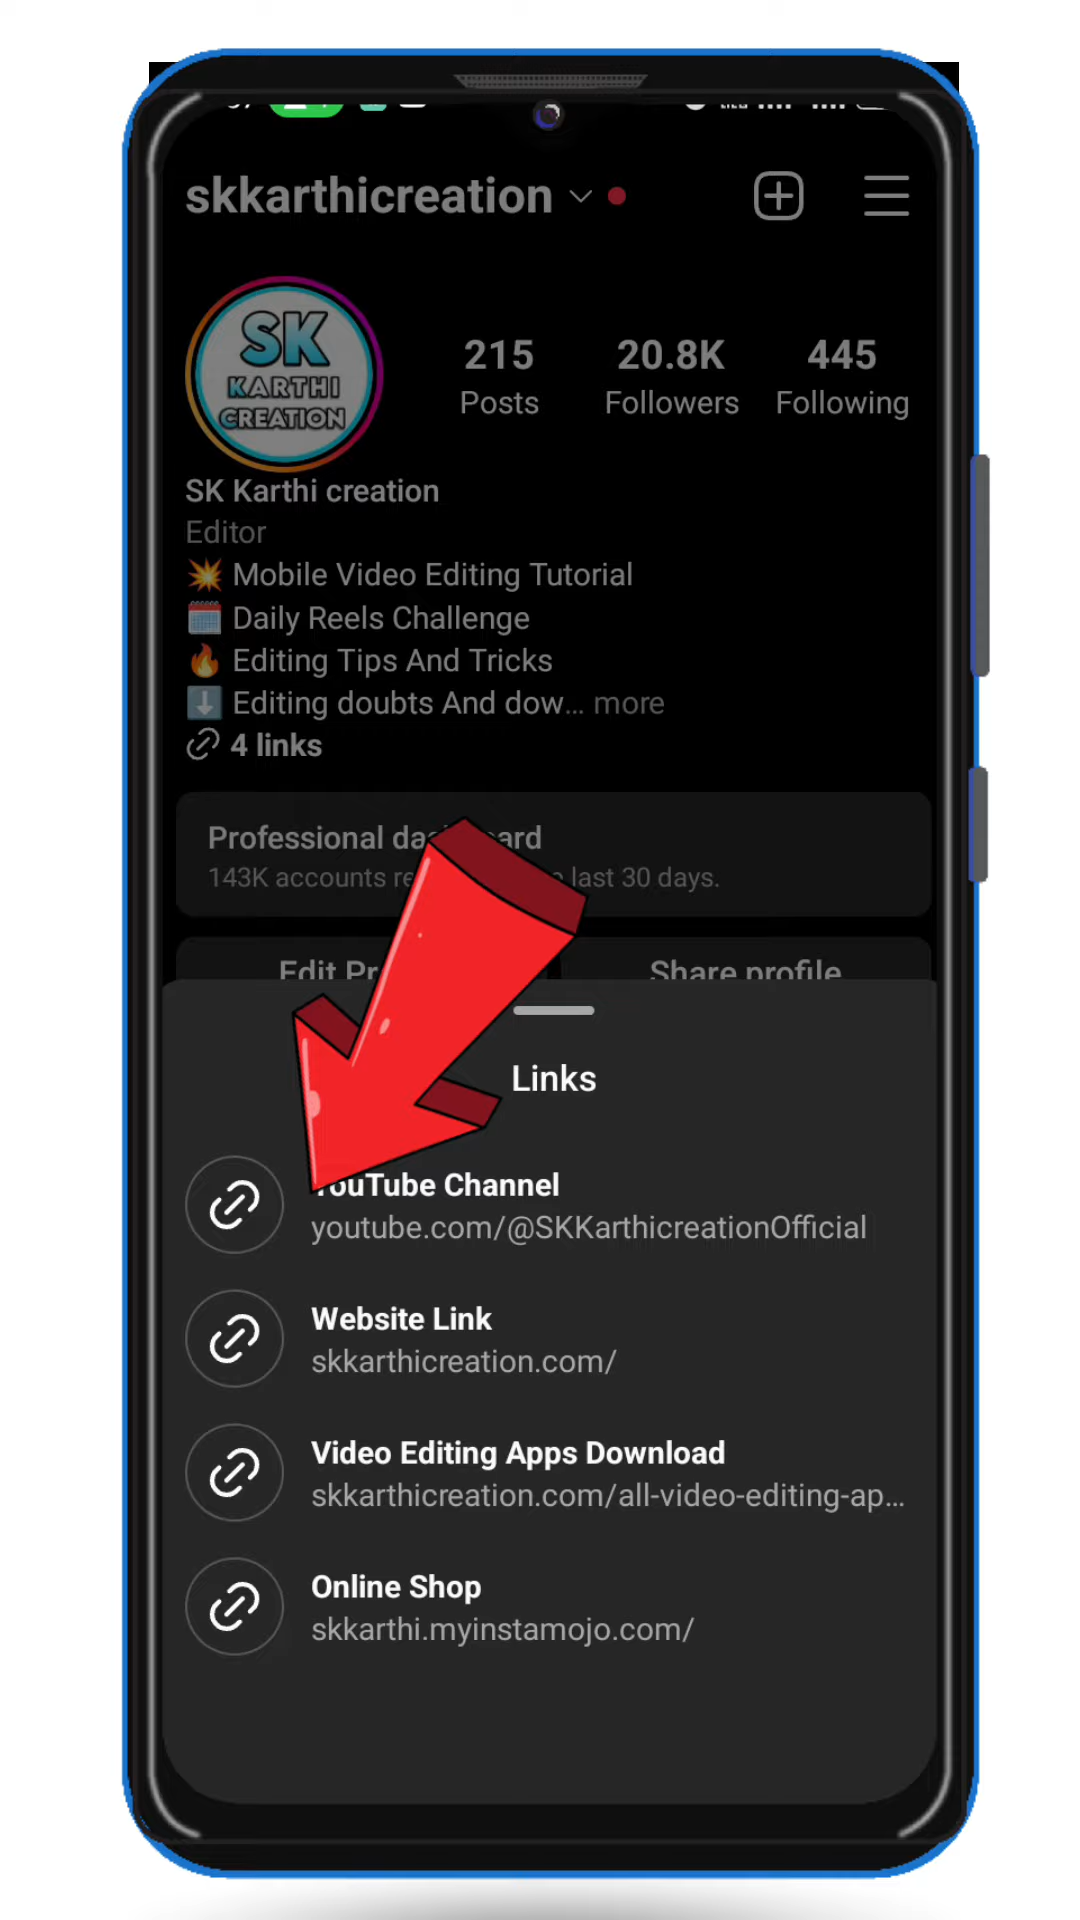 skkarthicreation
SK
KARTHI
CREATION
215
Posts
20.8K
Followers
445
Following
SK Karthi creation
Editor
💥 Mobile Video Editing Tutorial
🗓️ Daily Reels Challenge
🔥 Editing Tips And Tricks
⬇️ Editing doubts And dow... more
4 links
Professional
143K accounts last 30 days.
Edit
Share profile
Links
YouTube Channel
youtube.com/@SKKarthicreationOfficial
Website Link
skkarthicreation.com/
Video Editing Apps Download
skkarthicreation.com/all-video-editing-ap...
Online Shop
skkarthi.myinstamojo.com/